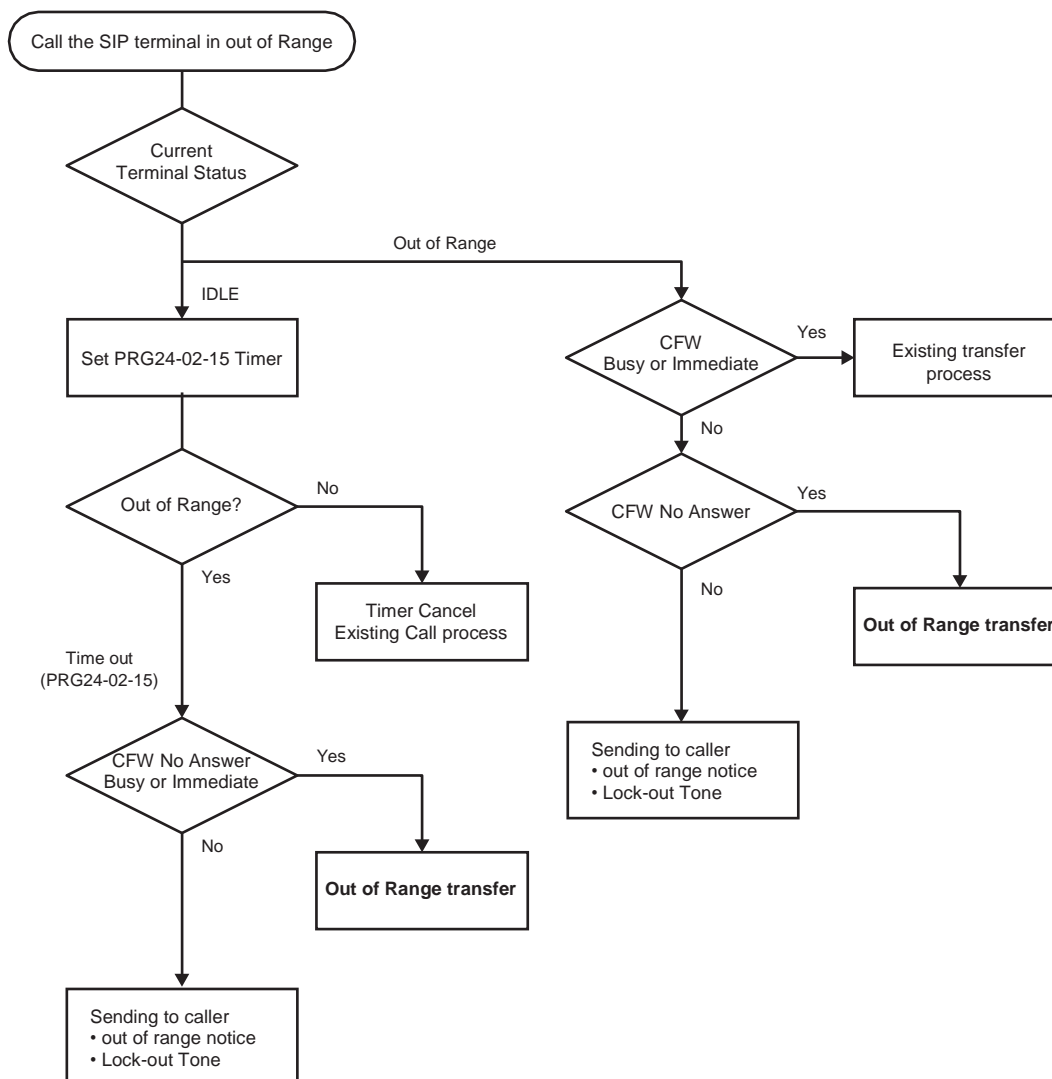 Call the SIP terminal in out of Range
Current
Terminal Status
Out of Range
IDLE
Set PRG24-02-15 Timer
CFW
Busy or Immediate
Yes
Existing transfer
process
No
Out of Range?
No
CFW No Answer
Yes
Yes
Timer Cancel
Existing Call process
No
Out of Range transfer
Time out
(PRG24-02-15)
CFW No Answer
Busy or Immediate
Yes
Sending to caller
• out of range notice
• Lock-out Tone
No
Out of Range transfer
Sending to caller
• out of range notice
• Lock-out Tone